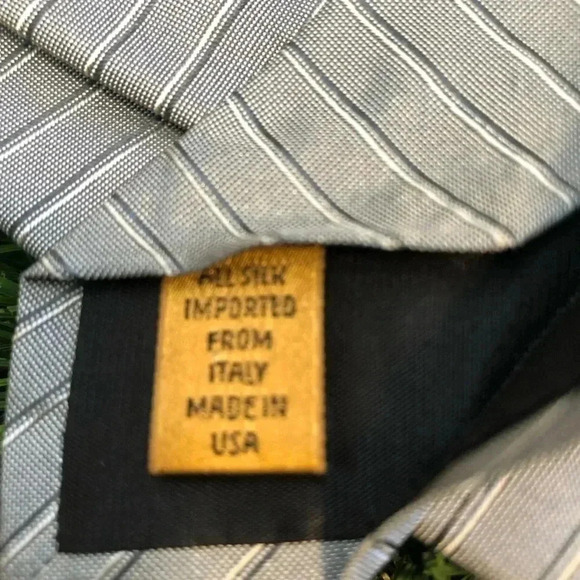 ALL SILK
IMPORTED
FROM
ITALY
MADE IN
USA